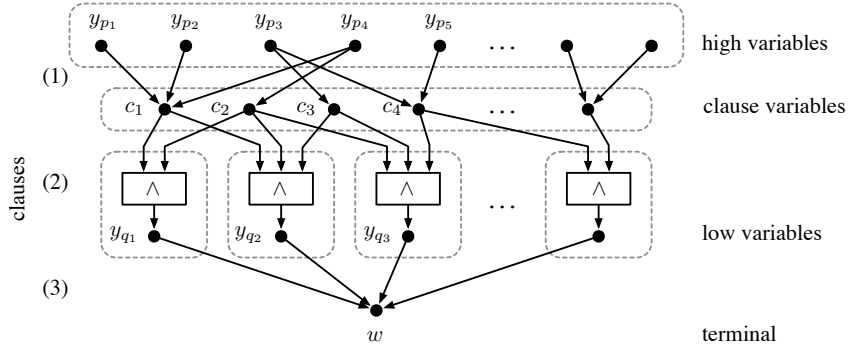 y_{p_1} y_{p_2} y_{p_3} y_{p_4} y_{p_5} ... high variables
(1)
c_1 c_2 c_3 c_4 ... clause variables
clauses
(2)
∧ ∧ ∧ ∧
...
y_{q_1} y_{q_2} y_{q_3} low variables
(3)
w terminal